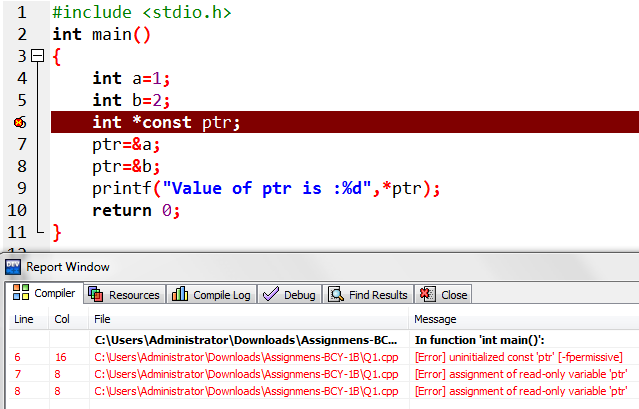 1 #include <stdio.h>
2 int main()
3 {
4 int a=1;
5 int b=2;
6 int *const ptr;
7 ptr=&a;
8 ptr=&b;
9 printf("Value of ptr is :%d",*ptr);
10 return 0;
11 }
Report Window
Compiler Resources Compile Log Debug Find Results Close
Line Col File Message
C:\Users\Administrator\Downloads\Assignmens-BC... In function 'int main()':
6 16 C:\Users\Administrator\Downloads\Assignmens-BCY-1B\Q1.cpp [Error] uninitialized const 'ptr' [-fpermissive]
7 8 C:\Users\Administrator\Downloads\Assignmens-BCY-1B\Q1.cpp [Error] assignment of read-only variable 'ptr'
8 8 C:\Users\Administrator\Downloads\Assignmens-BCY-1B\Q1.cpp [Error] assignment of read-only variable 'ptr'